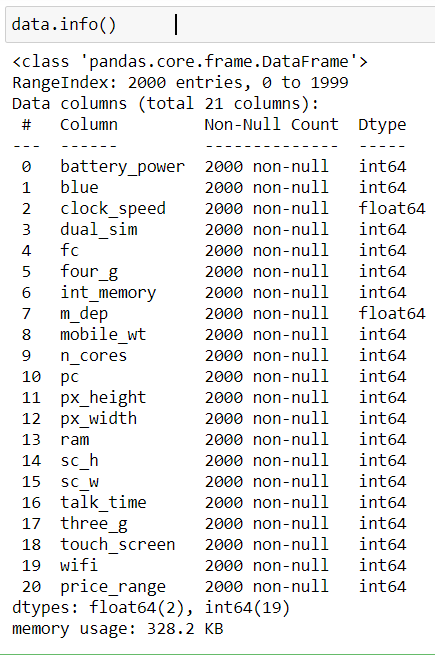 data.info()
<class 'pandas.core.frame.DataFrame'>
RangeIndex: 2000 entries, 0 to 1999
Data columns (total 21 columns):
 #   Column         Non-Null Count  Dtype
---  ------         --------------  -----
 0   battery_power  2000 non-null   int64
 1   blue           2000 non-null   int64
 2   clock_speed    2000 non-null   float64
 3   dual_sim       2000 non-null   int64
 4   fc             2000 non-null   int64
 5   four_g         2000 non-null   int64
 6   int_memory     2000 non-null   int64
 7   m_dep          2000 non-null   float64
 8   mobile_wt      2000 non-null   int64
 9   n_cores        2000 non-null   int64
 10  pc             2000 non-null   int64
 11  px_height      2000 non-null   int64
 12  px_width       2000 non-null   int64
 13  ram            2000 non-null   int64
 14  sc_h           2000 non-null   int64
 15  sc_w           2000 non-null   int64
 16  talk_time      2000 non-null   int64
 17  three_g        2000 non-null   int64
 18  touch_screen   2000 non-null   int64
 19  wifi           2000 non-null   int64
 20  price_range    2000 non-null   int64
dtypes: float64(2), int64(19)
memory usage: 328.2 KB